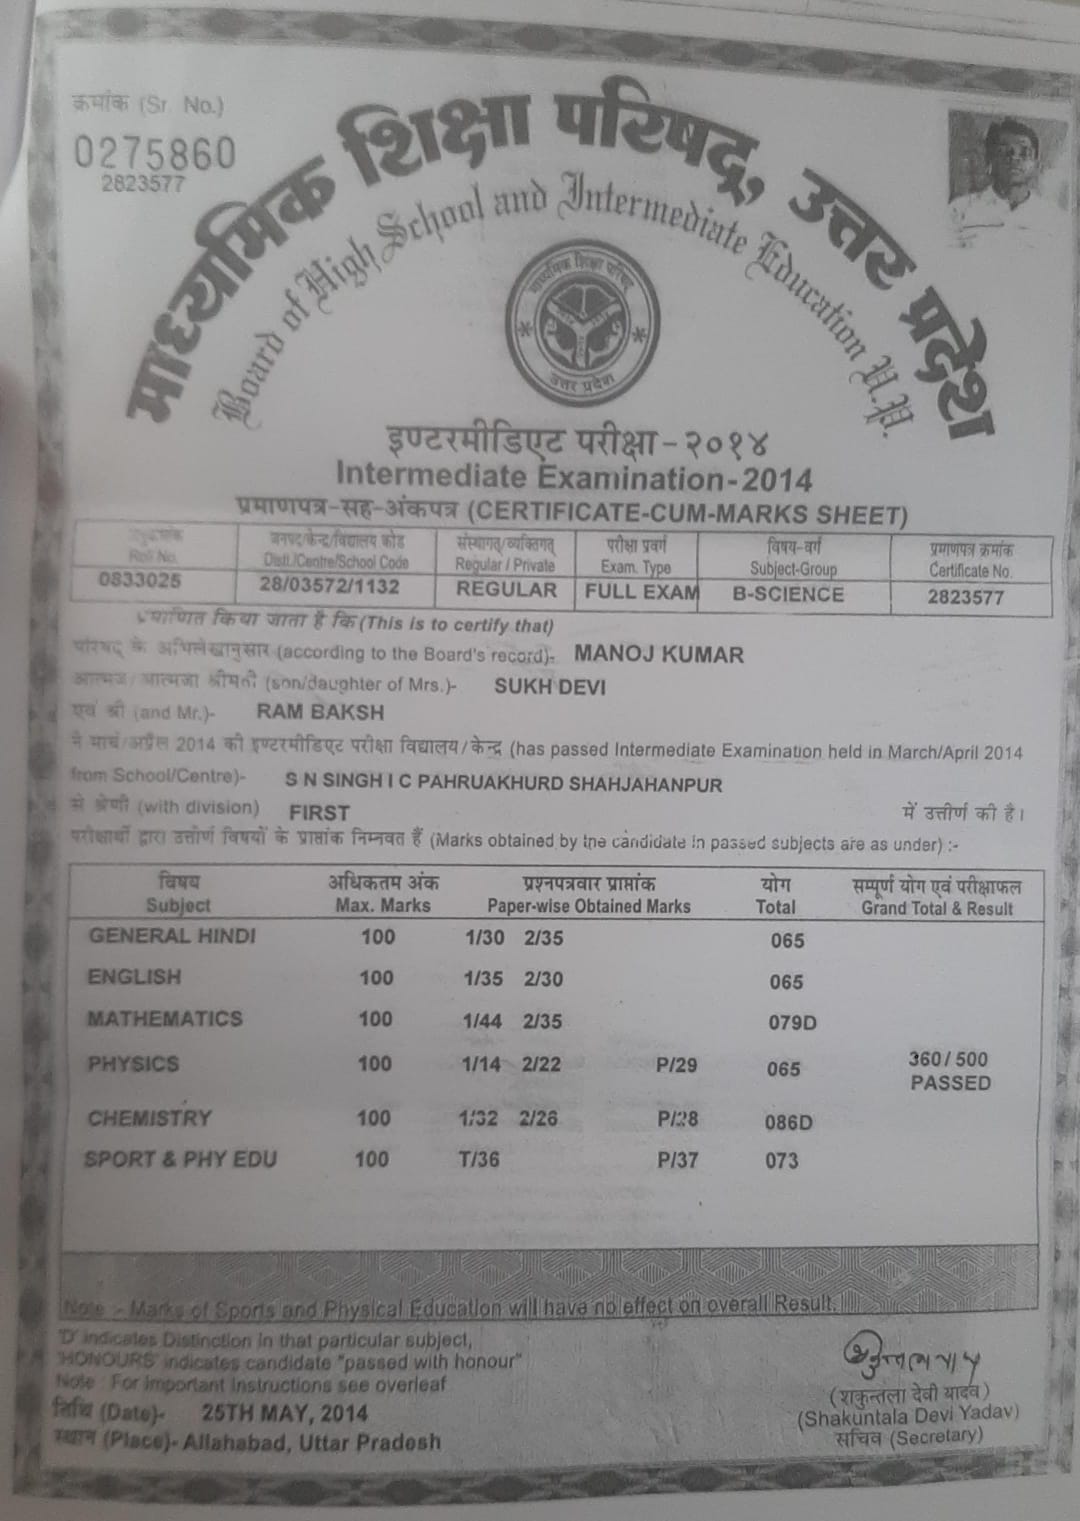 क्रमांक (Sr. No.)
0275860
2823577
माध्यमिक शिक्षा परिषद्, उत्तर प्रदेश
Board of High School and Intermediate Education U.P.
माध्यमिक शिक्षा परिषद्
उत्तर प्रदेश
इण्टरमीडिएट परीक्षा-२०१४
Intermediate Examination-2014
प्रमाणपत्र-सह-अंकपत्र (CERTIFICATE-CUM-MARKS SHEET)
जनपद/केन्द्र/विद्यालय कोड संस्थागत/व्यक्तिगत परीक्षा प्रवर्ग विषय-वर्ग प्रमाणपत्र क्रमांक
Roll No. Distt./Centre/School Code Regular / Private Exam. Type Subject-Group Certificate No.
0833025 28/03572/1132 REGULAR FULL EXAM B-SCIENCE 2823577
प्रमाणित किया जाता है कि (This is to certify that)
परिषद् के अभिलेखानुसार (according to the Board's record)- MANOJ KUMAR
आत्मज/आत्मजा श्रीमती (son/daughter of Mrs.)- SUKH DEVI
एवं श्री (and Mr.)- RAM BAKSH
ने मार्च/अप्रैल 2014 की इण्टरमीडिएट परीक्षा विद्यालय/केन्द्र (has passed Intermediate Examination held in March/April 2014
from School/Centre)- S N SINGH I C PAHRUAKHURD SHAHJAHANPUR
से श्रेणी (with division) FIRST में उत्तीर्ण की है।
परीक्षार्थी द्वारा उत्तीर्ण विषयों के प्राप्तांक निम्नवत हैं (Marks obtained by the candidate in passed subjects are as under) :-
विषय अधिकतम अंक प्रश्नपत्रवार प्राप्तांक योग सम्पूर्ण योग एवं परीक्षाफल
Subject Max. Marks Paper-wise Obtained Marks Total Grand Total & Result
GENERAL HINDI 100 1/30 2/35 065
ENGLISH 100 1/35 2/30 065
MATHEMATICS 100 1/44 2/35 079D
PHYSICS 100 1/14 2/22 P/29 065 360/500
PASSED
CHEMISTRY 100 1/32 2/26 P/28 086D
SPORT & PHY EDU 100 T/36 P/37 073
Note :- Marks of Sports and Physical Education will have no effect on overall Result.
'D' indicates Distinction in that particular subject,
'HONOURS' indicates candidate "passed with honour"
Note : For important Instructions see overleaf
तिथि (Date)- 25TH MAY, 2014
स्थान (Place)- Allahabad, Uttar Pradesh
(शकुन्तला देवी यादव)
(Shakuntala Devi Yadav)
सचिव (Secretary)